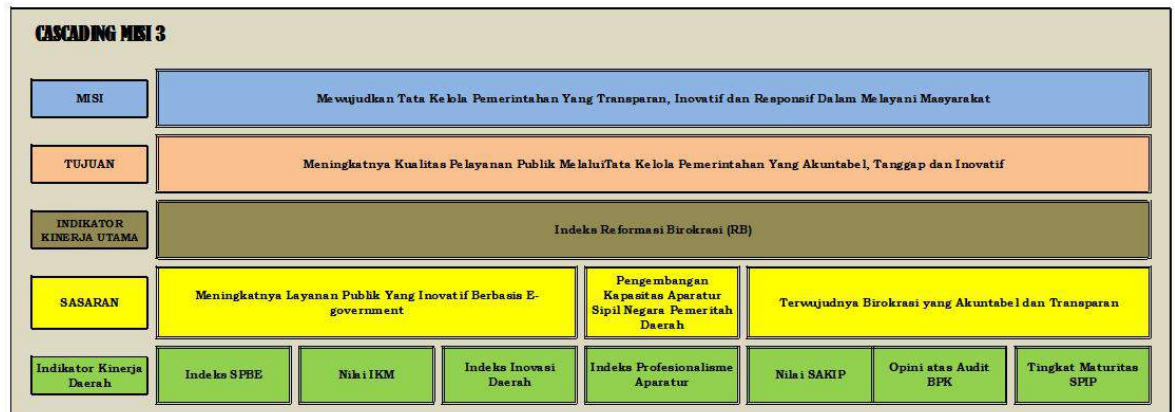 CASCADING MISI 3
MISI
Mewujudkan Tata Kelola Pemerintahan Yang Transparan, Inovatif dan Responsif Dalam Melayani Masyarakat
TUJUAN
Meningkatnya Kualitas Pelayanan Publik MelaluiTata Kelola Pemerintahan Yang Akuntabel, Tanggap dan Inovatif
INDIKATOR
KINERJA UTAMA
Indeks Reformasi Birokrasi (RB)
SASARAN
Meningkatnya Layanan Publik Yang Inovatif Berbasis E-
government
Pengembangan
Kapasitas Aparatur
Sipil Negara Pemeritah
Daerah
Terwujudnya Birokrasi yang Akuntabel dan Transparan
Indikator Kinerja
Daerah
Indeks SPBE
Nilai IKM
Indeks Inovasi
Daerah
Indeks Profesionalisme
Aparatur
Nilai SAKIP
Opini atas Audit
BPK
Tingkat Maturitas
SPIP